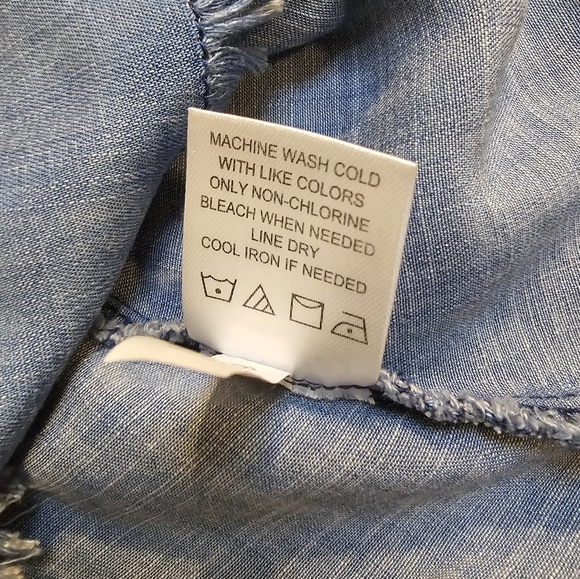 MACHINE WASH COLD
WITH LIKE COLORS
ONLY NON-CHLORINE
BLEACH WHEN NEEDED
LINE DRY
COOL IRON IF NEEDED